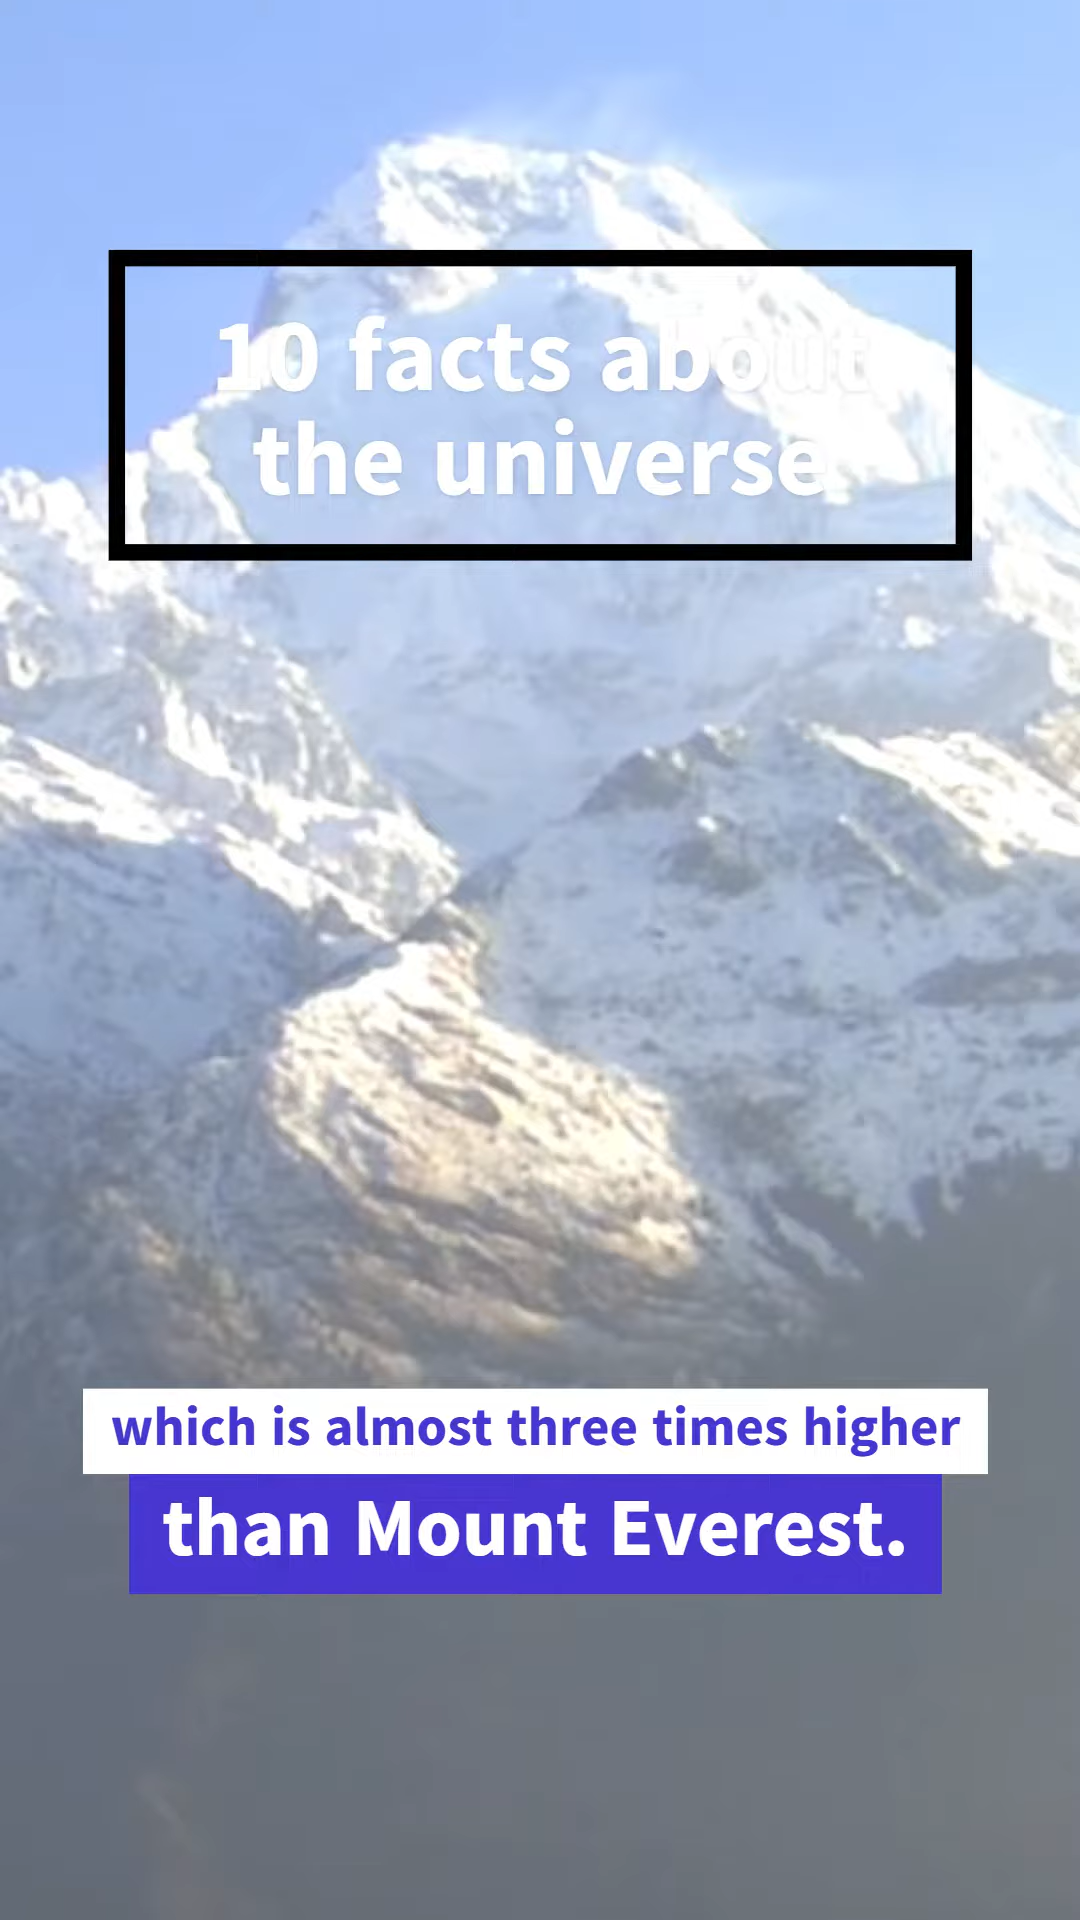 10 facts about
the universe
which is almost three times higher
than Mount Everest.